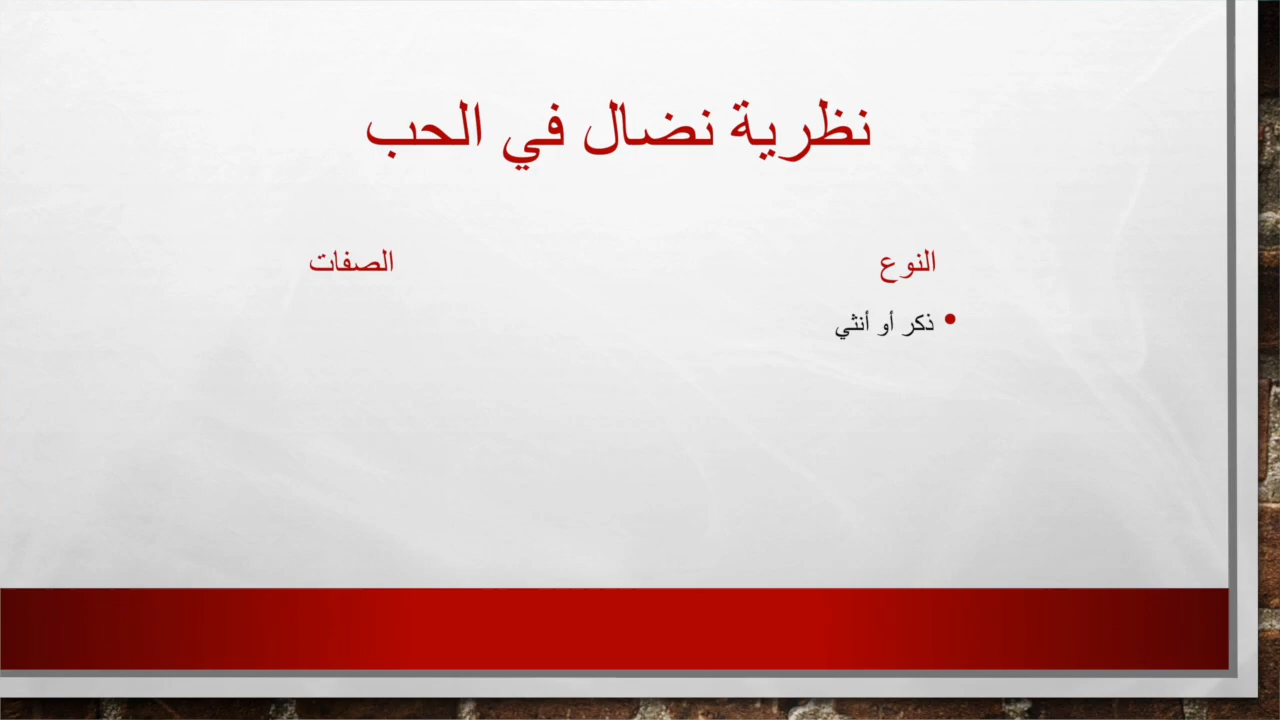 نظرية نضال في الحب
النوع
الصفات
• ذكر أو أنثي